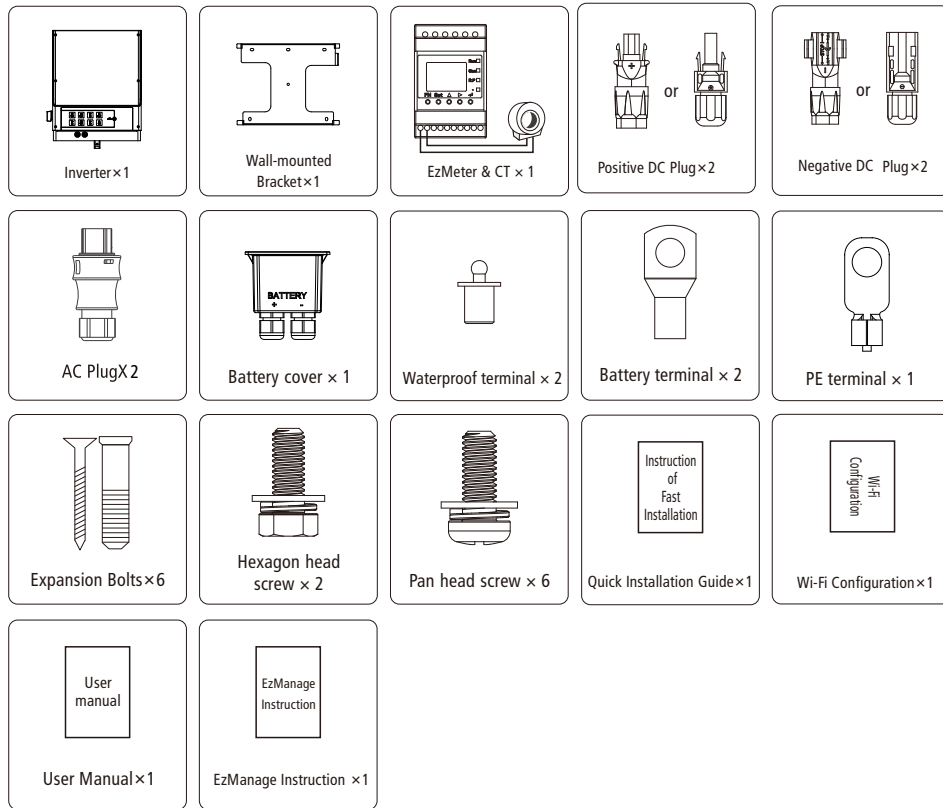 or
or
Inverter×1
Wall-mounted
Bracket×1
EzMeter & CT × 1
Positive DC Plug×2
Negative DC Plug×2
BATTERY
+ -
AC PlugX 2
Battery cover × 1
Waterproof terminal × 2
Battery terminal × 2
PE terminal × 1
Instruction
of
Fast
Installation
Wi-Fi
Configuration
Expansion Bolts×6
Hexagon head
screw × 2
Pan head screw × 6
Quick Installation Guide×1
Wi-Fi Configuration×1
User
manual
EzManage
Instruction
User Manual×1
EzManage Instruction ×1